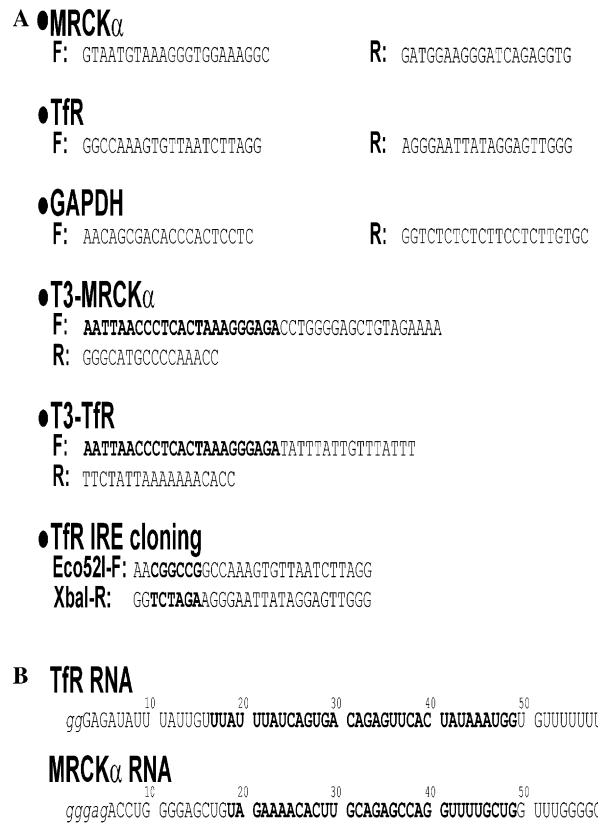 A
●MRCKα
F: GTAATGTAAAGGGTGGAAAGGC R: GATGGAAGGGATCAGAGGTG
●TfR
F: GGCCAAAGTGTTAATCTTAGG R: AGGGAATTATAGGAGTTGGG
●GAPDH
F: AACAGCGACACCCACTCCTC R: GGTCTCTCTCTTCCTCTTGTGC
●T3-MRCKα
F: AATTAACCCTCACTAAAGGGAGACCTGGGGAGCTGTAGAAAA
R: GGGCATGCCCCAAACC
●T3-TfR
F: AATTAACCCTCACTAAAGGGAGATATTTATTGTTTATTT
R: TTCTATTAAAAAAACACC
●TfR IRE cloning
Eco52I-F: AACGGCCGGCCAAAGTGTTAATCTTAGG
XbaI-R: GGTCTAGAAGGGAATTATAGGAGTTGGG
B
TfR RNA
10 20 30 40 50
ggGAGAUAUU UAUUGUUUAU UUAUCAGUGA CAGAGUUCAC UAUAAAUGGU GUUUUUUU
MRCKα RNA
10 20 30 40 50
gggagACCUG GGGAGCUGUA GAAAACACUU GCAGAGCCAG GUUUUGCUGG UUUGGGGC